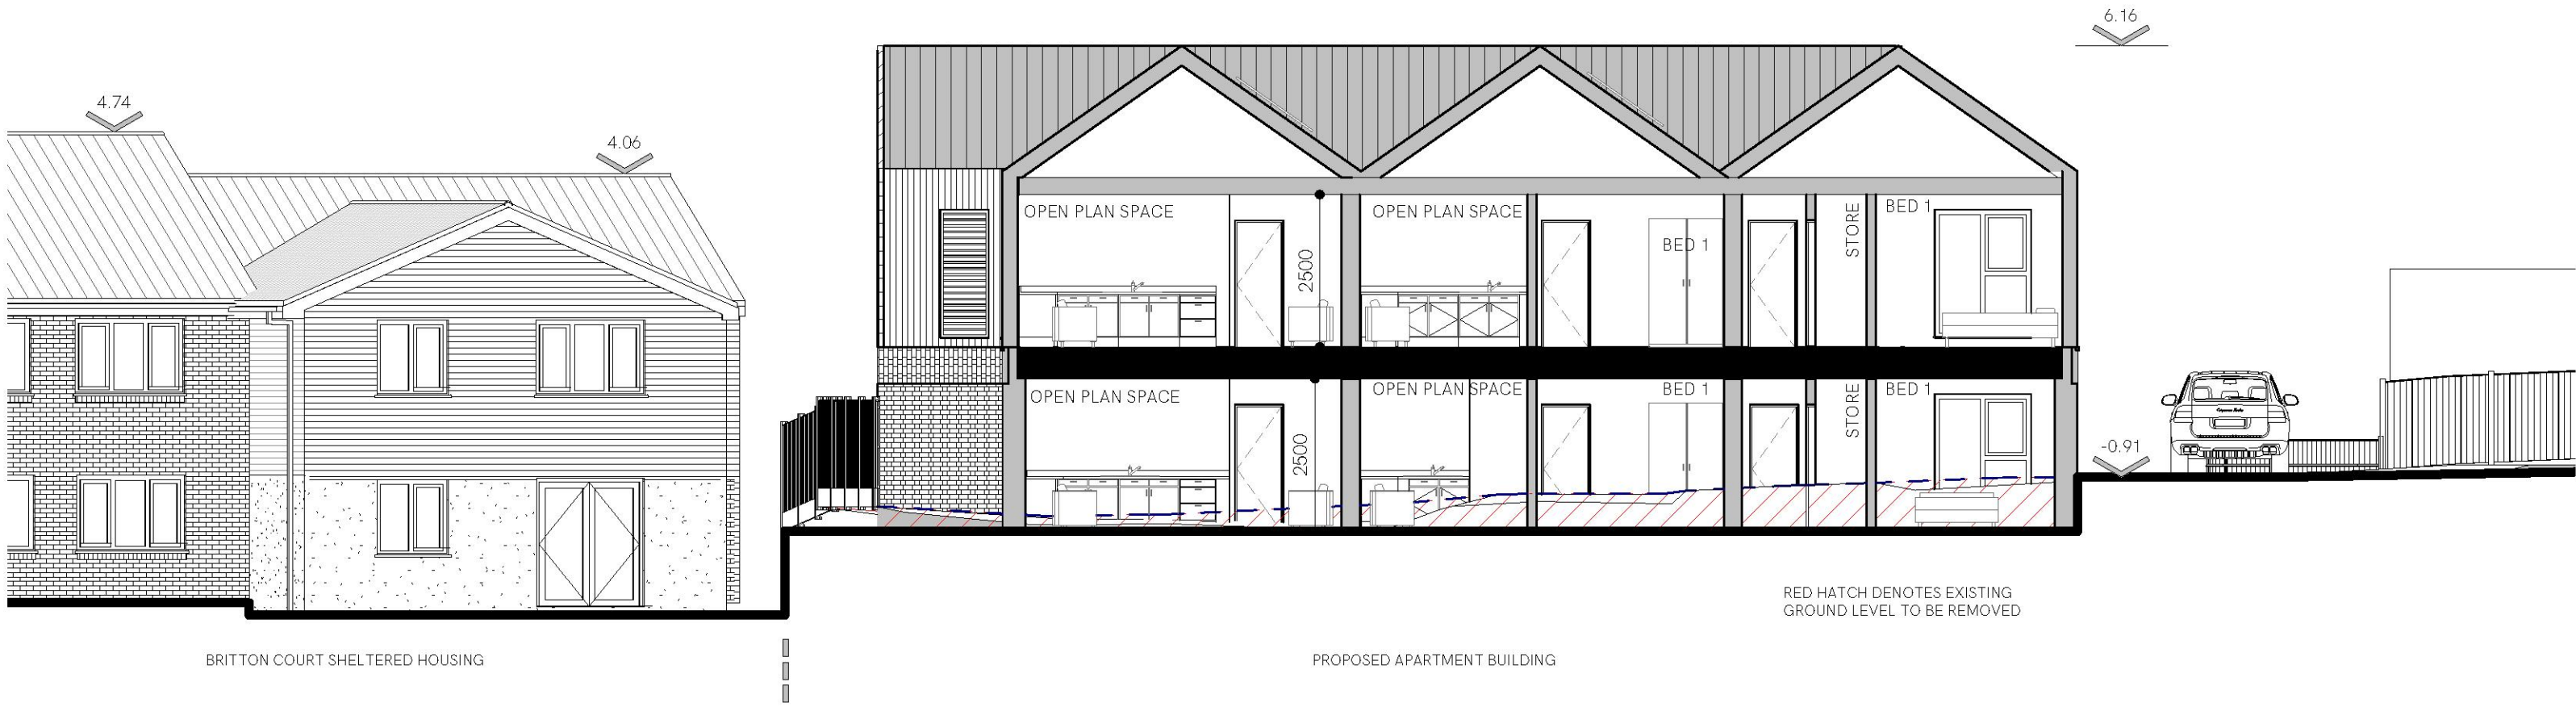 6.16
4.74
4.06
OPEN PLAN SPACE
2500
OPEN PLAN SPACE
BED 1
STORE
BED 1
OPEN PLAN SPACE
2500
OPEN PLAN SPACE
BED 1
STORE
BED 1
-0.91
RED HATCH DENOTES EXISTING
GROUND LEVEL TO BE REMOVED
BRITTON COURT SHELTERED HOUSING
PROPOSED APARTMENT BUILDING